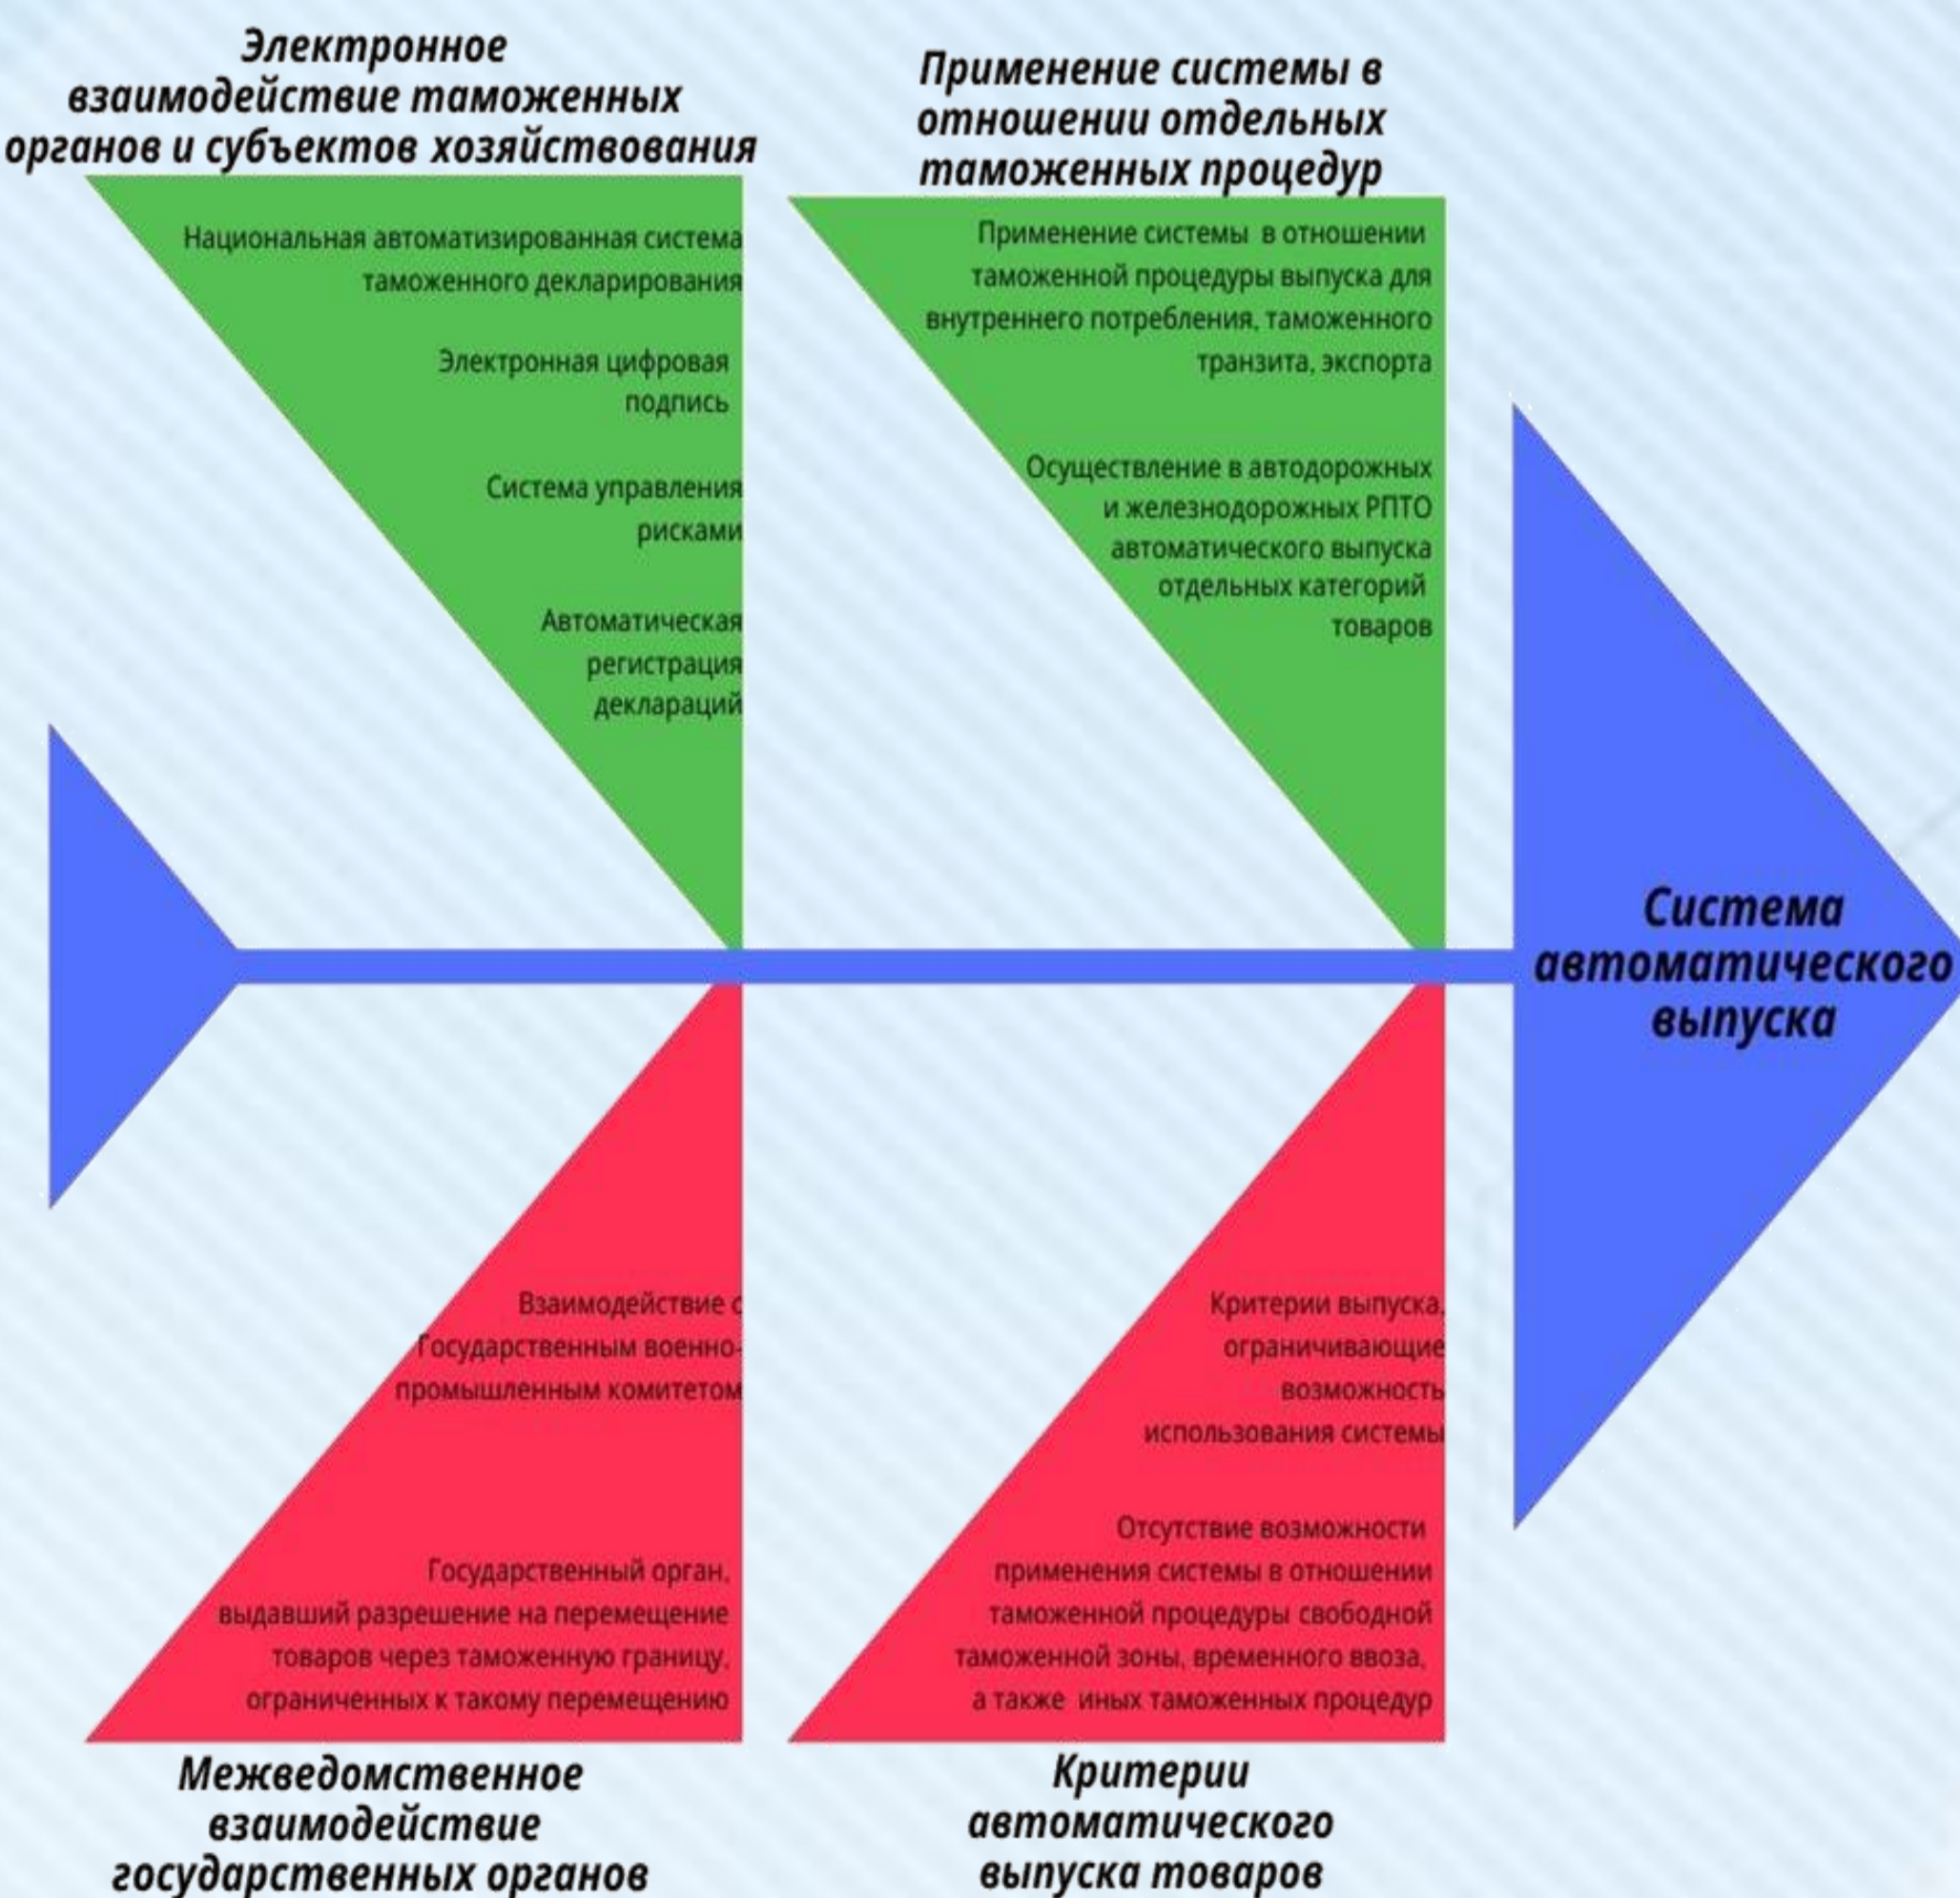 Электронное
взаимодействие таможенных
органов и субъектов хозяйствования
Национальная автоматизированная система
таможенного декларирования
Электронная цифровая
подпись
Система управления
рисками
Автоматическая
регистрация
деклараций
Применение системы в
отношении отдельных
таможенных процедур
Применение системы в отношении
таможенной процедуры выпуска для
внутреннего потребления, таможенного
транзита, экспорта
Осуществление в автодорожных
и железнодорожных РПТО
автоматического выпуска
отдельных категорий
товаров
Система
автоматического
выпуска
Взаимодействие с
Государственным военно-
промышленным комитетом
Государственный орган,
выдавший разрешение на перемещение
товаров через таможенную границу,
ограниченных к такому перемещению
Межведомственное
взаимодействие
государственных органов
Критерии выпуска,
ограничивающие
возможность
использования системы
Отсутствие возможности
применения системы в отношении
таможенной процедуры свободной
таможенной зоны, временного ввоза,
а также иных таможенных процедур
Критерии
автоматического
выпуска товаров